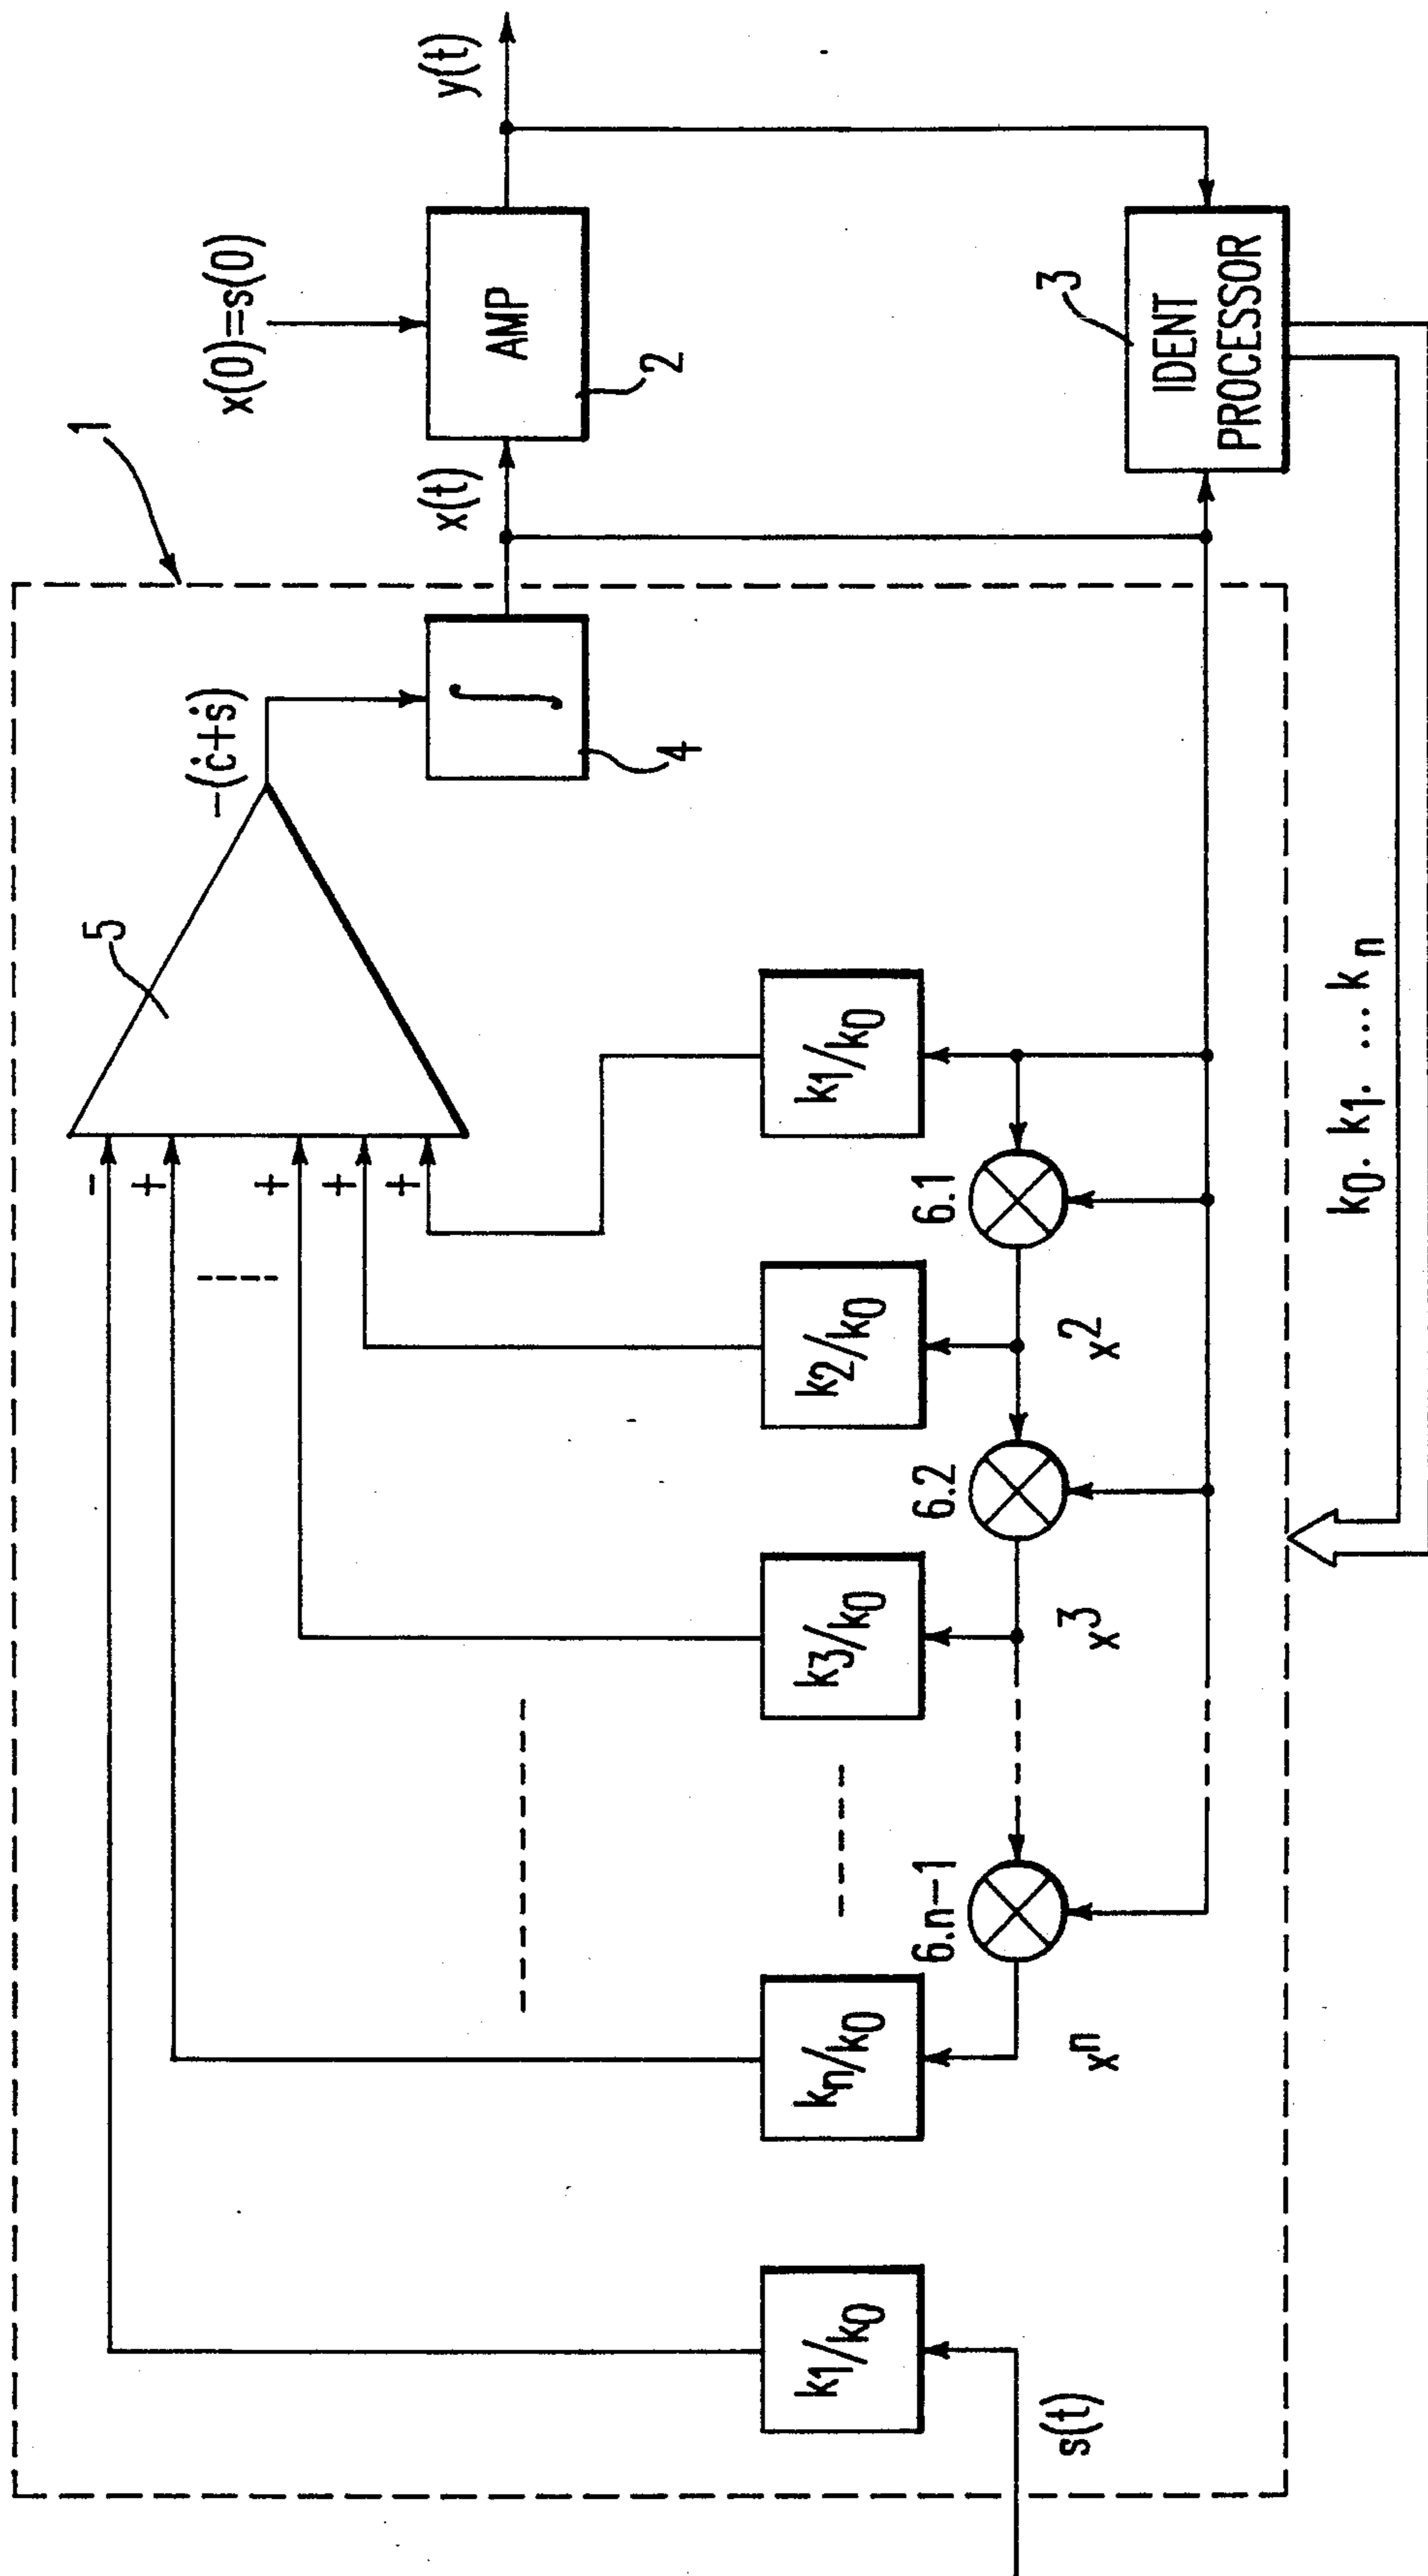 1
x(0)=s(0)
y(t)
x(t)
AMP
2
3
IDENT
PROCESSOR
5
-(ċ+ṡ)
∫
4
-
+
+
+
+
k1/k0
k2/k0
k3/k0
kn/k0
k1/k0
6.1
6.2
6.n-1
x²
x³
xⁿ
s(t)
k0. k1. ... kn